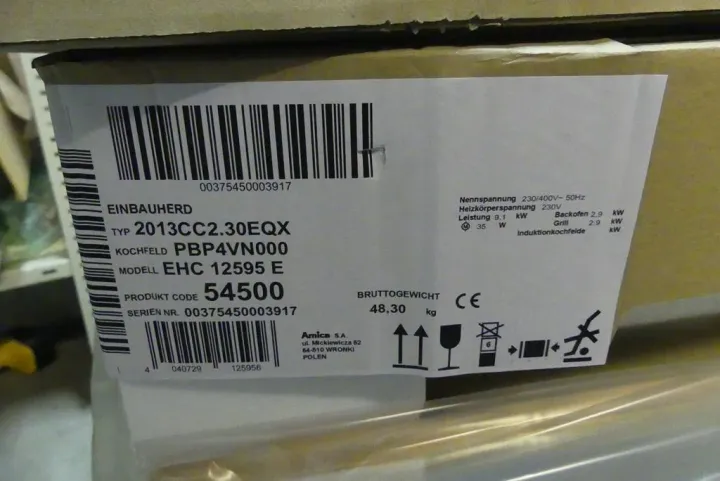 00375450003917
EINBAUHERD
TYP 2013CC2.30EQX
KOCHFELD PBP4VN000
MODELL EHC 12595 E
PRODUKT CODE 54500
SERIEN NR. 00375450003917
4 040729 125956
Amica S.A.
ul. Mickiewicza 52
64-510 WRONKI
POLEN
BRUTTOGEWICHT
48,30 kg
CE
Nennspannung 230/400V~ 50Hz
Heizkörperspannung 230V
Leistung 9,1 kW Backofen 2,9 kW
M 35 W Grill 2.9 kW
Induktionkochfelde kW